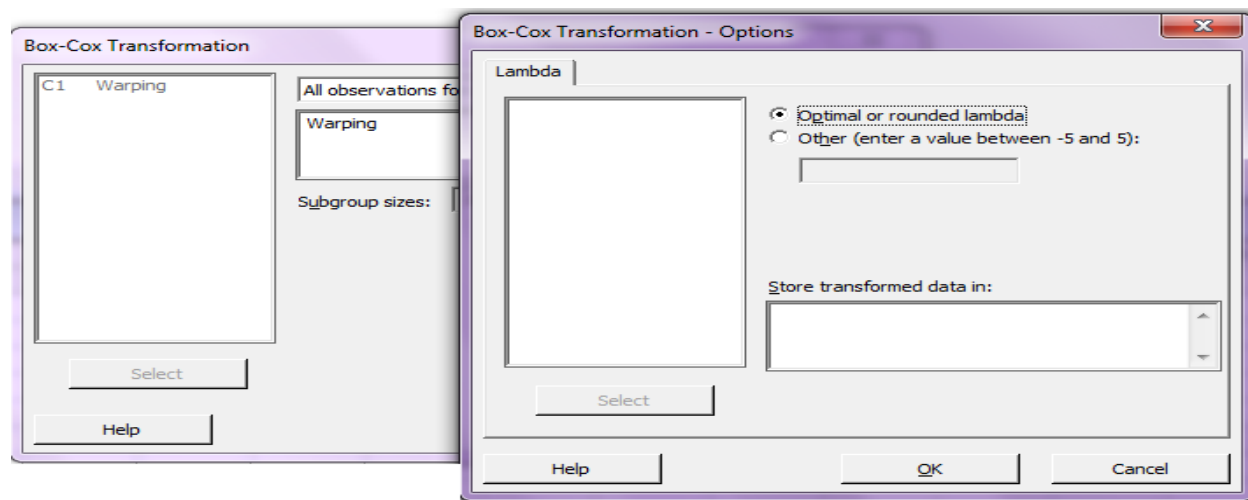 Box-Cox Transformation
C1 Warping
All observations fo
Warping
Subgroup sizes:
Select
Help
Box-Cox Transformation - Options
Lambda
Optimal or rounded lambda
Other (enter a value between -5 and 5):
Store transformed data in:
Select
Help
OK
Cancel